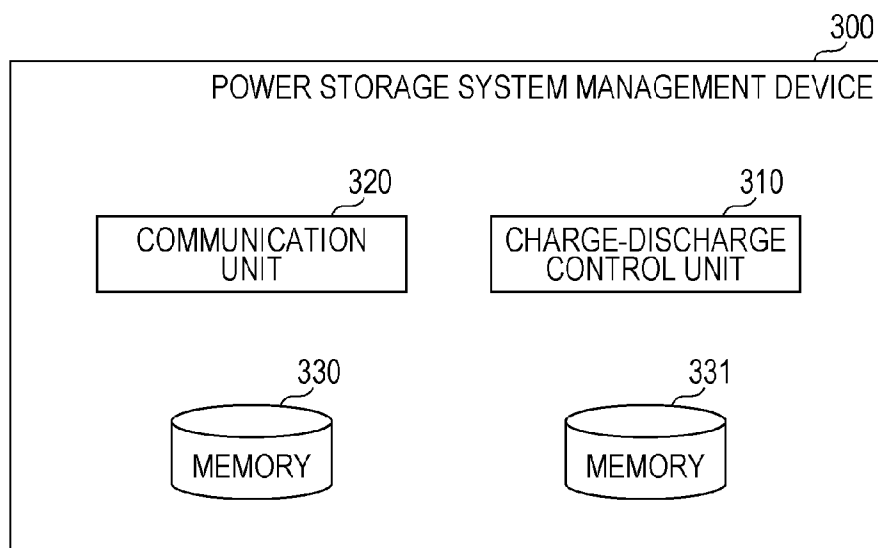 300
POWER STORAGE SYSTEM MANAGEMENT DEVICE
320
310
COMMUNICATION
UNIT
CHARGE-DISCHARGE
CONTROL UNIT
330
331
MEMORY
MEMORY